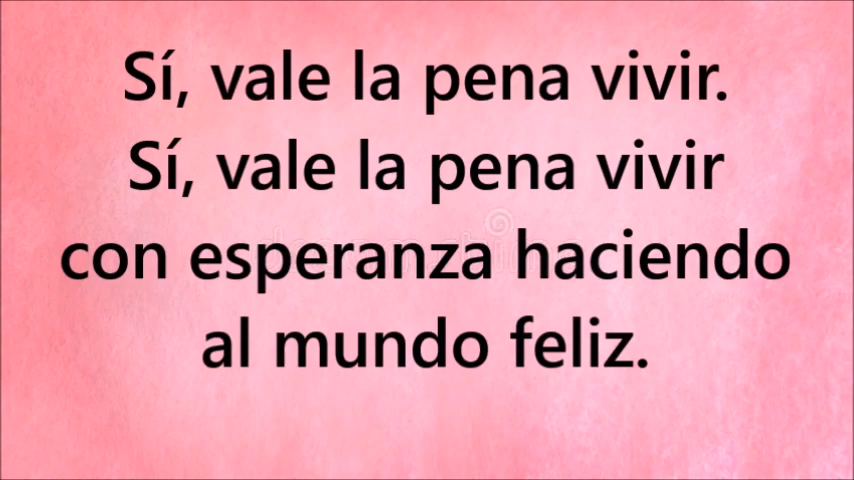 Sí, vale la pena vivir.
Sí, vale la pena vivir
con esperanza haciendo
al mundo feliz.